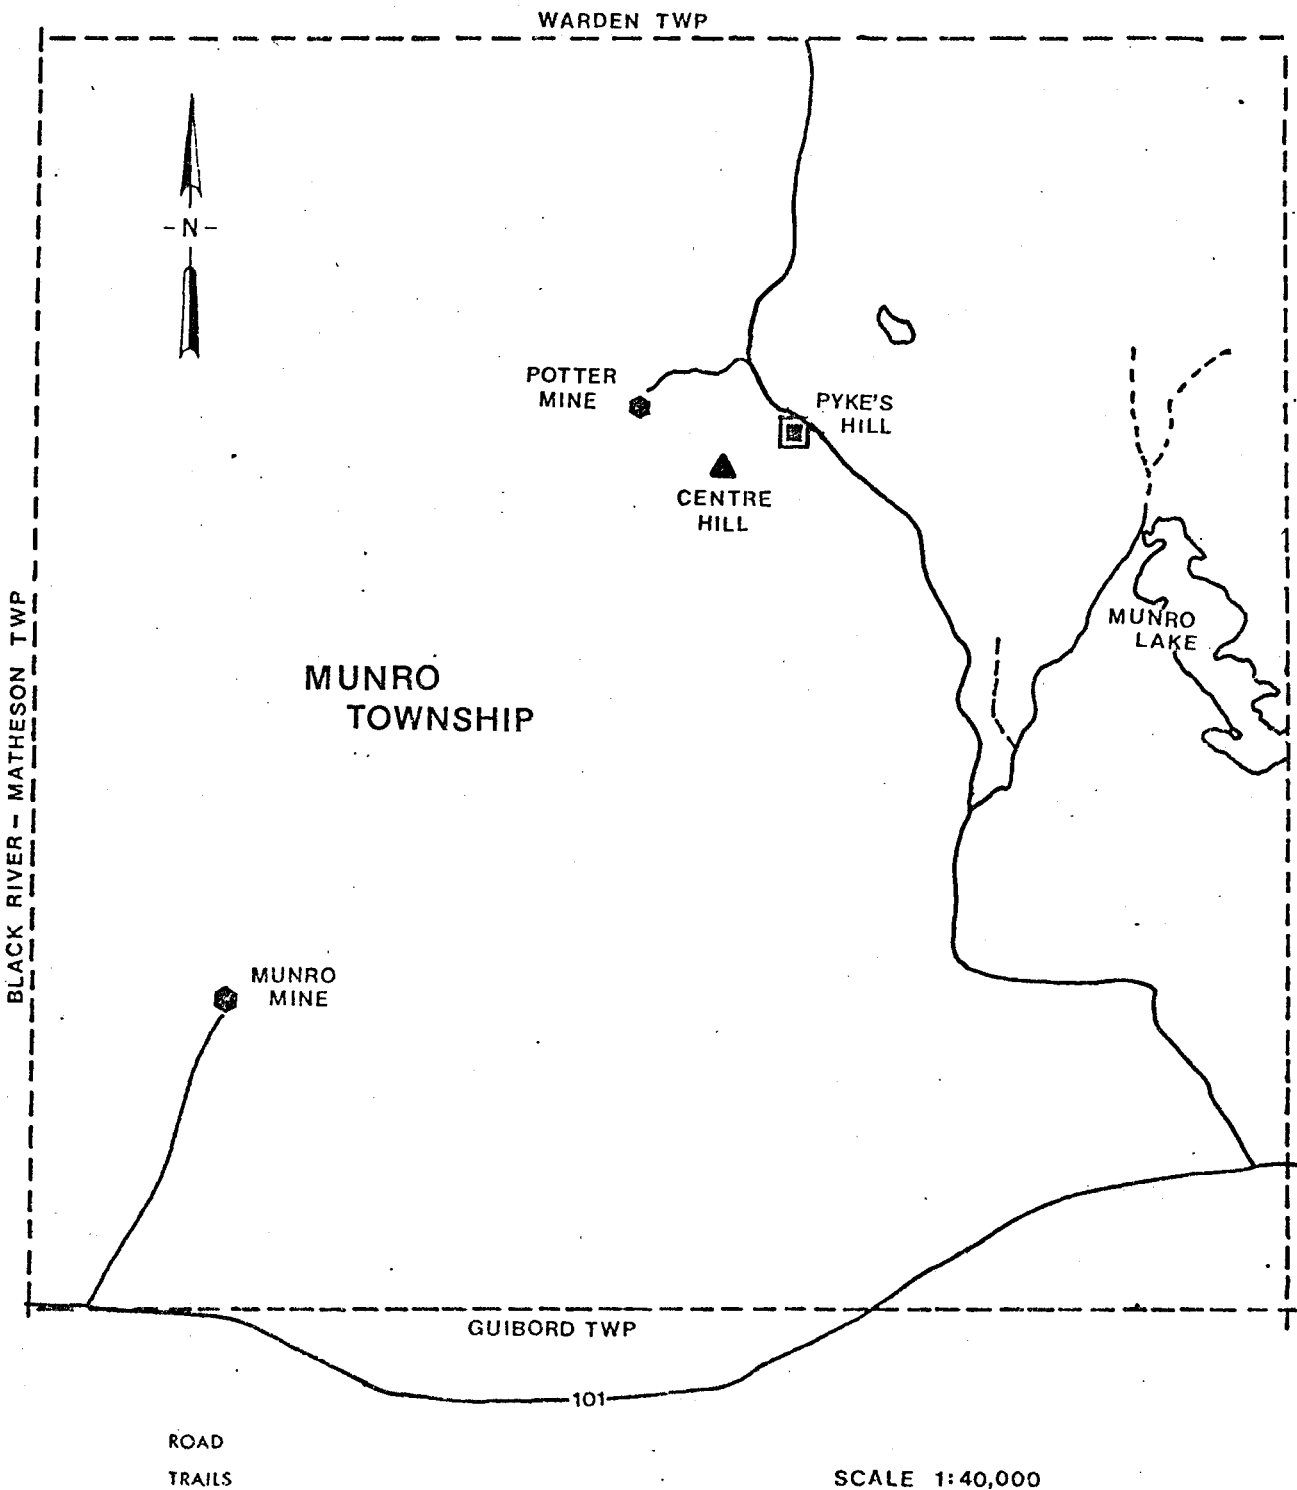 WARDEN TWP
-N-
POTTER
MINE
PYKE'S
HILL
CENTRE
HILL
MUNRO
LAKE
BLACK RIVER - MATHESON TWP
MUNRO
TOWNSHIP
MUNRO
MINE
GUIBORD TWP
101
ROAD
TRAILS
SCALE 1:40,000